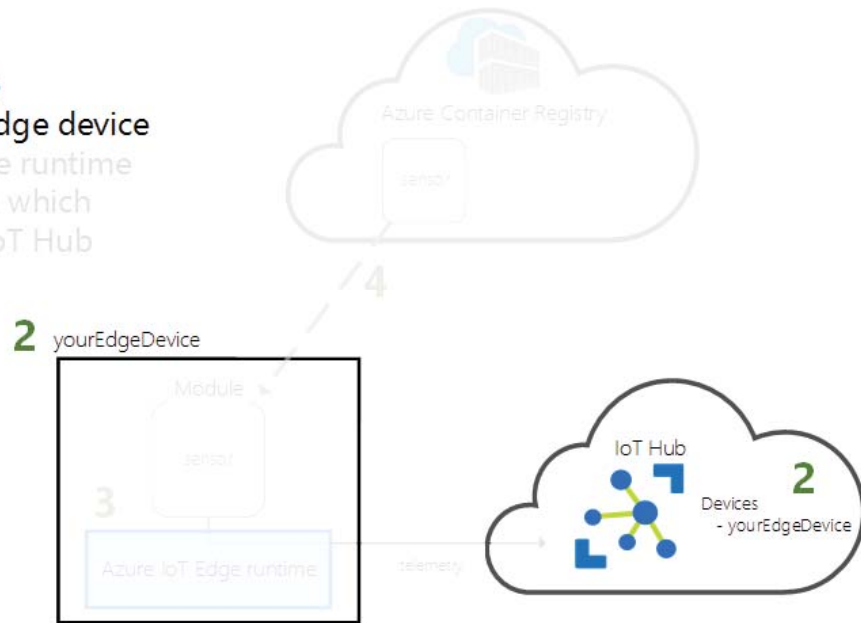 dge device
e runtime
which
oT Hub
Azure Container Registry
sensor
4
2 yourEdgeDevice
Module
sensor
3
Azure IoT Edge runtime
telemetry
IoT Hub
2
Devices
- yourEdgeDevice